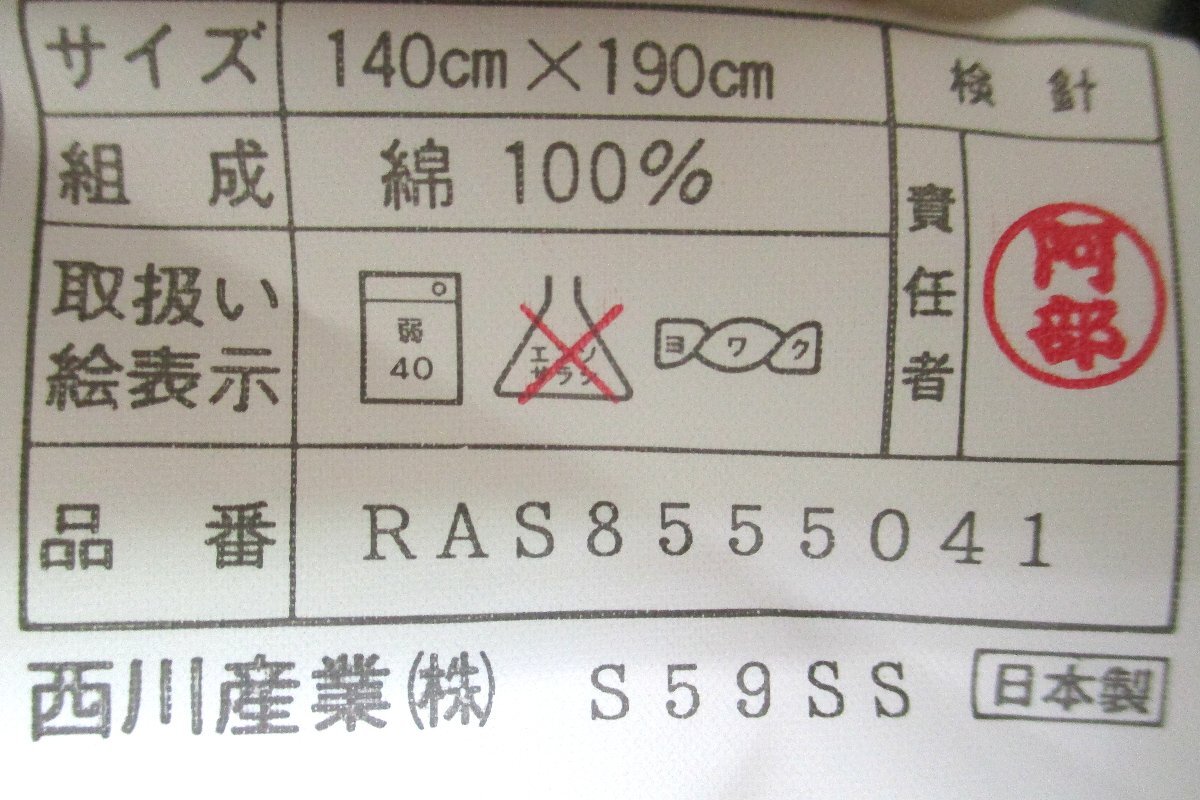 サイズ 140cm×190cm 検針
組成 綿 100%
責任者 阿部
取扱い絵表示
弱 40 エンソサラシ ヨワク
品番 RAS8555041
西川産業(株) S59SS 日本製